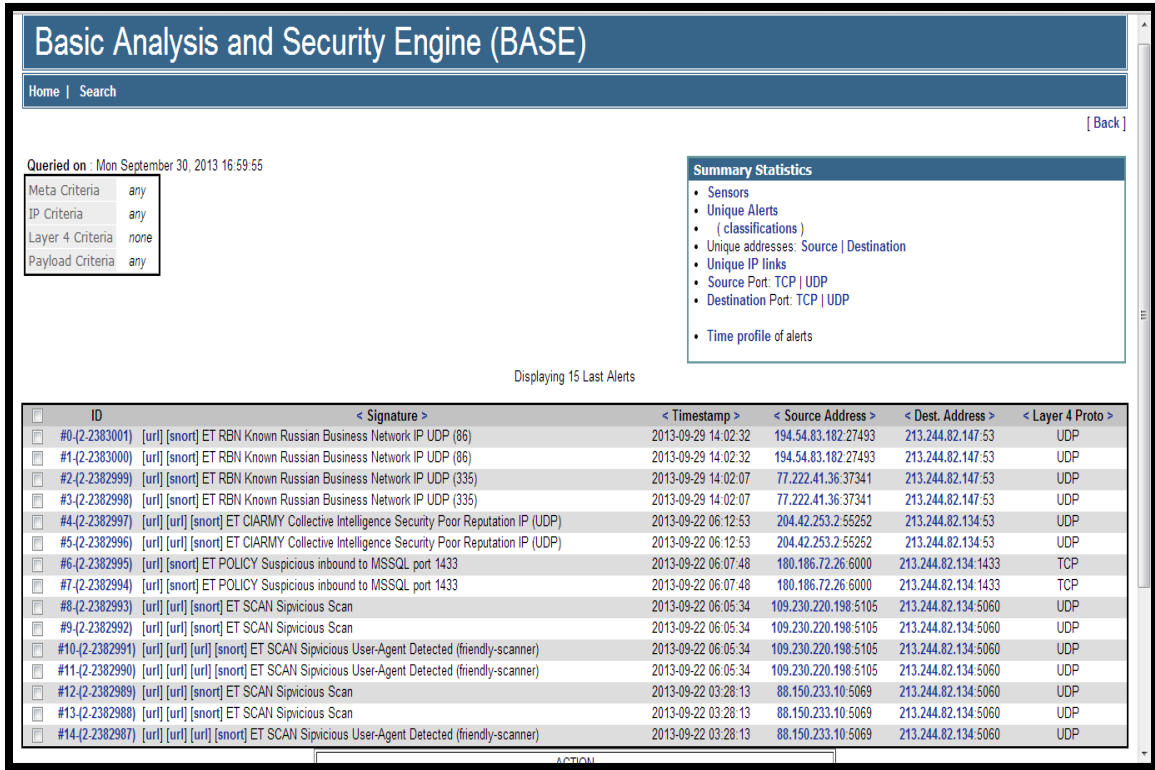 Basic Analysis and Security Engine (BASE)
Home | Search
[ Back ]
Queried on : Mon September 30, 2013 16:59:55
Meta Criteria any
IP Criteria any
Layer 4 Criteria none
Payload Criteria any
Summary Statistics
• Sensors
• Unique Alerts
• ( classifications )
• Unique addresses: Source | Destination
• Unique IP links
• Source Port: TCP | UDP
• Destination Port: TCP | UDP
• Time profile of alerts
Displaying 15 Last Alerts
ID < Signature > < Timestamp > < Source Address > < Dest. Address > < Layer 4 Proto >
#0-(2-2383001) [url] [snort] ET RBN Known Russian Business Network IP UDP (86) 2013-09-29 14:02:32 194.54.83.182:27493 213.244.82.147:53 UDP
#1-(2-2383000) [url] [snort] ET RBN Known Russian Business Network IP UDP (86) 2013-09-29 14:02:32 194.54.83.182:27493 213.244.82.147:53 UDP
#2-(2-2382999) [url] [snort] ET RBN Known Russian Business Network IP UDP (335) 2013-09-29 14:02:07 77.222.41.36:37341 213.244.82.147:53 UDP
#3-(2-2382998) [url] [snort] ET RBN Known Russian Business Network IP UDP (335) 2013-09-29 14:02:07 77.222.41.36:37341 213.244.82.147:53 UDP
#4-(2-2382997) [url] [url] [snort] ET CIARMY Collective Intelligence Security Poor Reputation IP (UDP) 2013-09-22 06:12:53 204.42.253.2:55252 213.244.82.134:53 UDP
#5-(2-2382996) [url] [url] [snort] ET CIARMY Collective Intelligence Security Poor Reputation IP (UDP) 2013-09-22 06:12:53 204.42.253.2:55252 213.244.82.134:53 UDP
#6-(2-2382995) [url] [snort] ET POLICY Suspicious inbound to MSSQL port 1433 2013-09-22 06:07:48 180.186.72.26:6000 213.244.82.134:1433 TCP
#7-(2-2382994) [url] [snort] ET POLICY Suspicious inbound to MSSQL port 1433 2013-09-22 06:07:48 180.186.72.26:6000 213.244.82.134:1433 TCP
#8-(2-2382993) [url] [url] [snort] ET SCAN Sipvicious Scan 2013-09-22 06:05:34 109.230.220.198:5105 213.244.82.134:5060 UDP
#9-(2-2382992) [url] [url] [snort] ET SCAN Sipvicious Scan 2013-09-22 06:05:34 109.230.220.198:5105 213.244.82.134:5060 UDP
#10-(2-2382991) [url] [url] [url] [snort] ET SCAN Sipvicious User-Agent Detected (friendly-scanner) 2013-09-22 06:05:34 109.230.220.198:5105 213.244.82.134:5060 UDP
#11-(2-2382990) [url] [url] [url] [snort] ET SCAN Sipvicious User-Agent Detected (friendly-scanner) 2013-09-22 06:05:34 109.230.220.198:5105 213.244.82.134:5060 UDP
#12-(2-2382989) [url] [url] [snort] ET SCAN Sipvicious Scan 2013-09-22 03:28:13 88.150.233.10:5069 213.244.82.134:5060 UDP
#13-(2-2382988) [url] [url] [snort] ET SCAN Sipvicious Scan 2013-09-22 03:28:13 88.150.233.10:5069 213.244.82.134:5060 UDP
#14-(2-2382987) [url] [url] [url] [snort] ET SCAN Sipvicious User-Agent Detected (friendly-scanner) 2013-09-22 03:28:13 88.150.233.10:5069 213.244.82.134:5060 UDP
ACTION